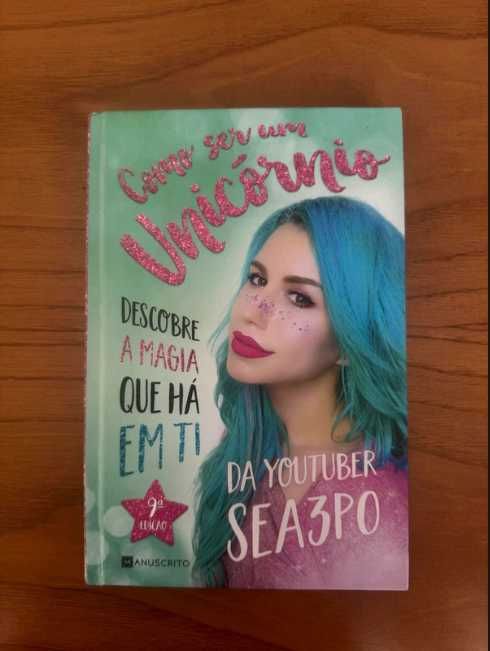 Como ser um
Unicórnio
DESCOBRE
A MAGIA
QUE HÁ
EM TI
DA YOUTUBER
SEA3PO
9ª
EDIÇÃO
MANUSCRITO